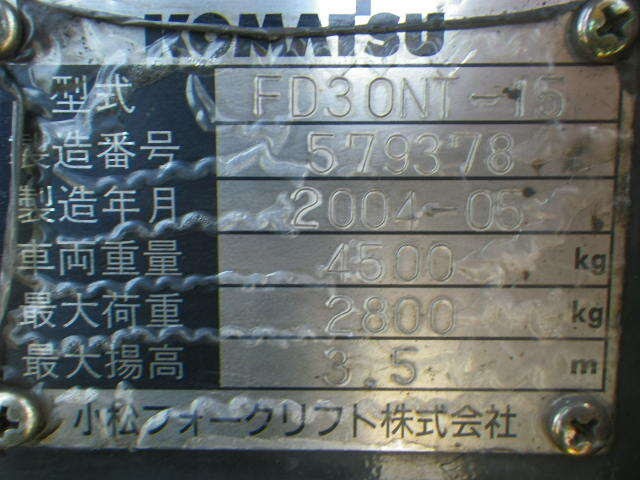 KOMATSU
型式 FD30NT-15
製造番号 579378
製造年月 2004-05
車両重量 4500 kg
最大荷重 2800 kg
最大揚高 3.5 m
小松フォークリフト株式会社